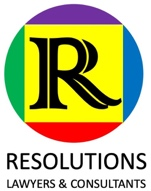 R
RESOLUTIONS
LAWYERS & CONSULTANTS